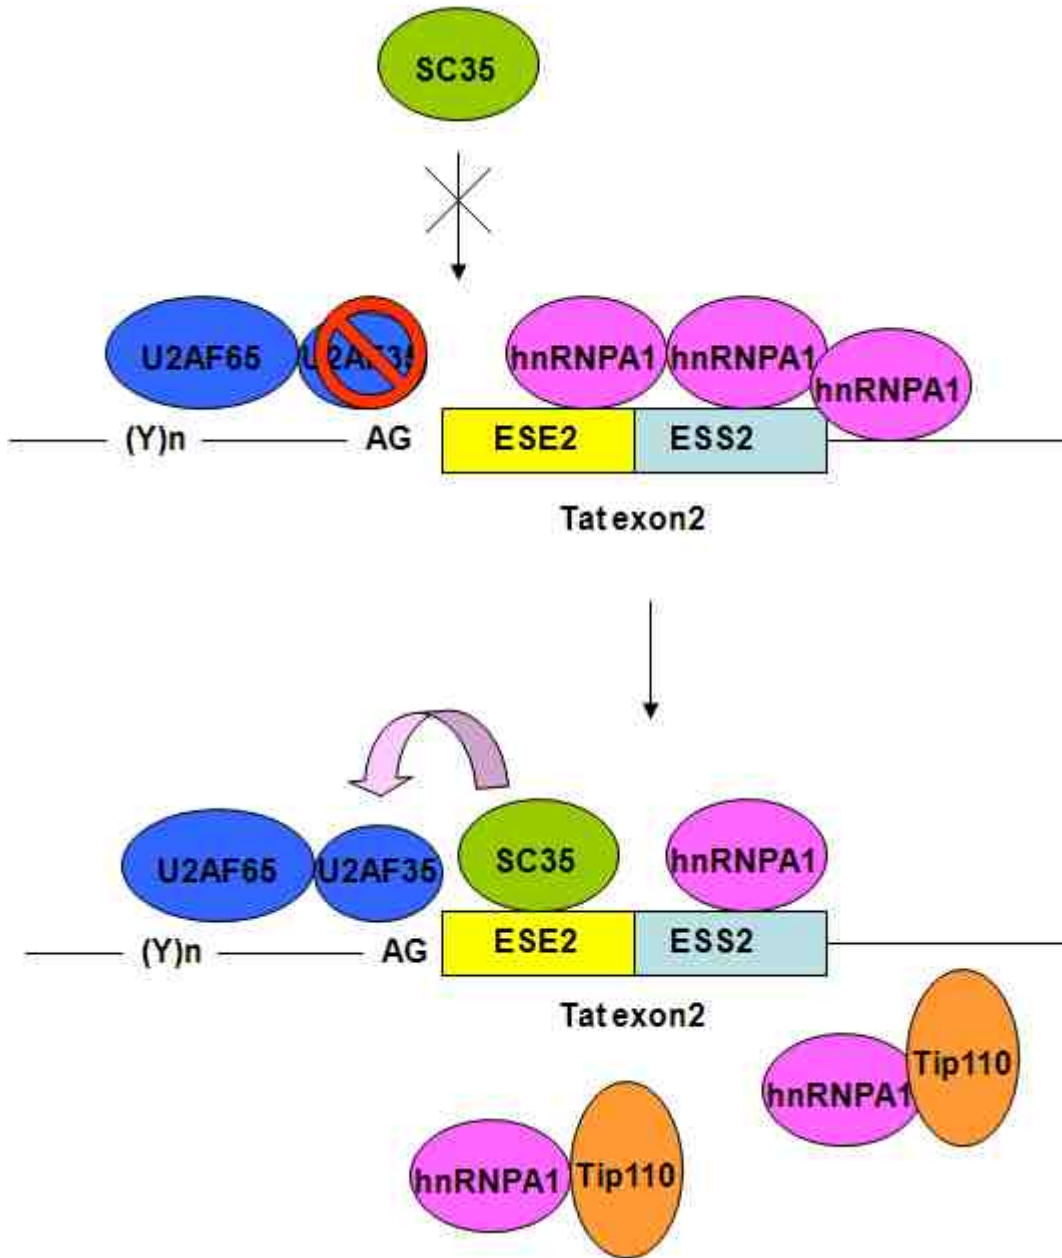 SC35
U2AF65 U2AF35 hnRNPA1 hnRNPA1 hnRNPA1
(Y)n AG ESE2 ESS2
Tat exon2
U2AF65 U2AF35 SC35 hnRNPA1
(Y)n AG ESE2 ESS2
Tat exon2
hnRNPA1 Tip110
hnRNPA1 Tip110